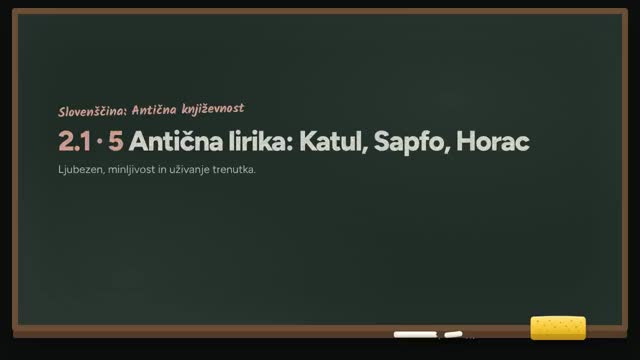 Slovenščina: Antična književnost
2.1 · 5 Antična lirika: Katul, Sapfo, Horac
Ljubezen, minljivost in uživanje trenutka.